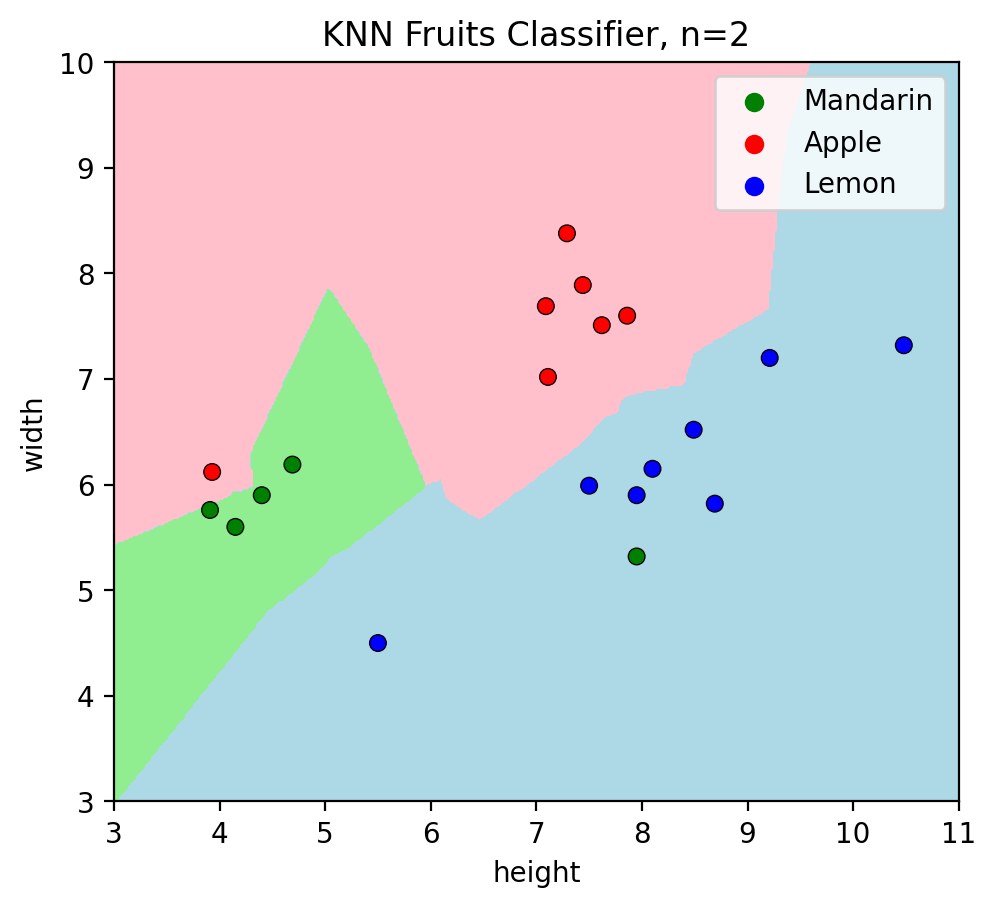 KNN Fruits Classifier, n=2
10
9
8
7
6
5
4
3
width
Mandarin
Apple
Lemon
3 4 5 6 7 8 9 10 11
height